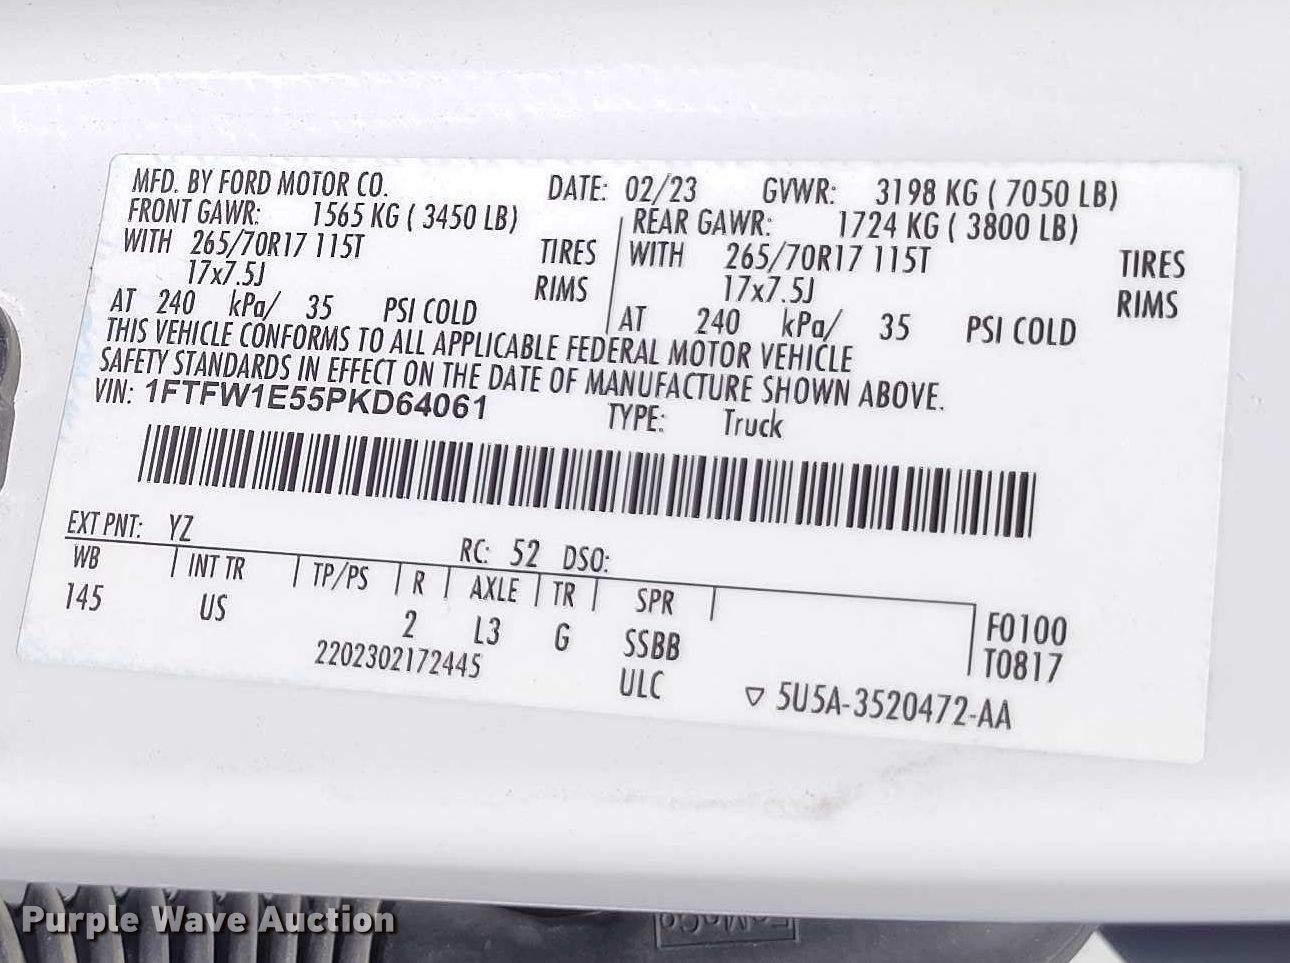 MFD. BY FORD MOTOR CO. DATE: 02/23 GVWR: 3198 KG ( 7050 LB)
FRONT GAWR: 1565 KG ( 3450 LB) REAR GAWR: 1724 KG ( 3800 LB)
WITH 265/70R17 115T TIRES WITH 265/70R17 115T TIRES
17x7.5J RIMS 17x7.5J RIMS
AT 240 kPa/ 35 PSI COLD AT 240 kPa/ 35 PSI COLD
THIS VEHICLE CONFORMS TO ALL APPLICABLE FEDERAL MOTOR VEHICLE
SAFETY STANDARDS IN EFFECT ON THE DATE OF MANUFACTURE SHOWN ABOVE.
VIN: 1FTFW1E55PKD64061 TYPE: Truck
EXT PNT: YZ RC: 52 DSO:
WB INT TR TP/PS R AXLE TR SPR
145 US 2 L3 G SSBB F0100
2202302172445 ULC T0817
▽ 5U5A-3520472-AA
FoMoCo
Purple Wave Auction